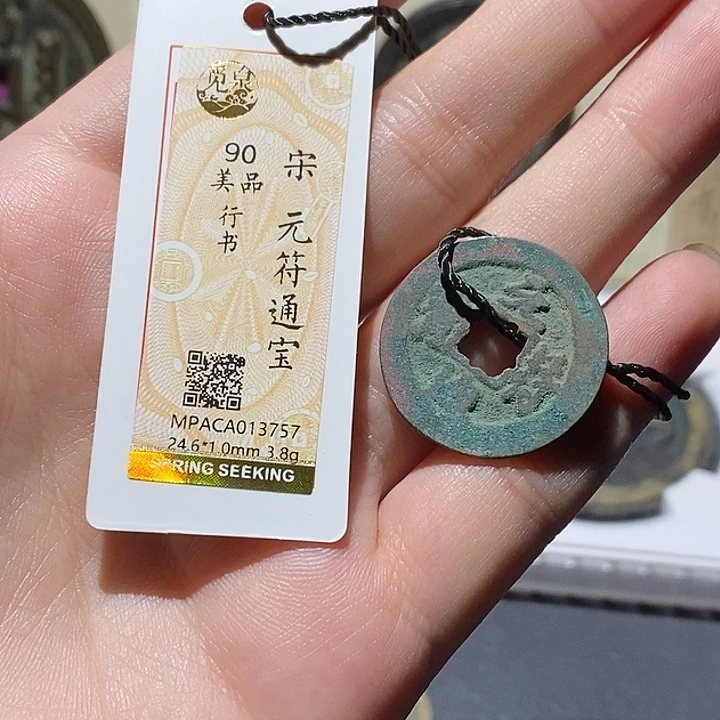 觅泉
宋 元符通宝
90
美品
行书
MPACA013757
24.6*1.0mm 3.8g
SPRING SEEKING